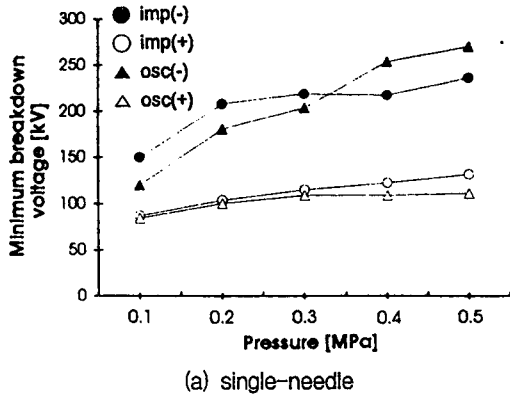 imp(-)
imp(+)
osc(-)
osc(+)
Minimum breakdown
voltage [kV]
300
250
200
150
100
50
0
0.1 0.2 0.3 0.4 0.5
Pressure [MPa]
(a) single-needle